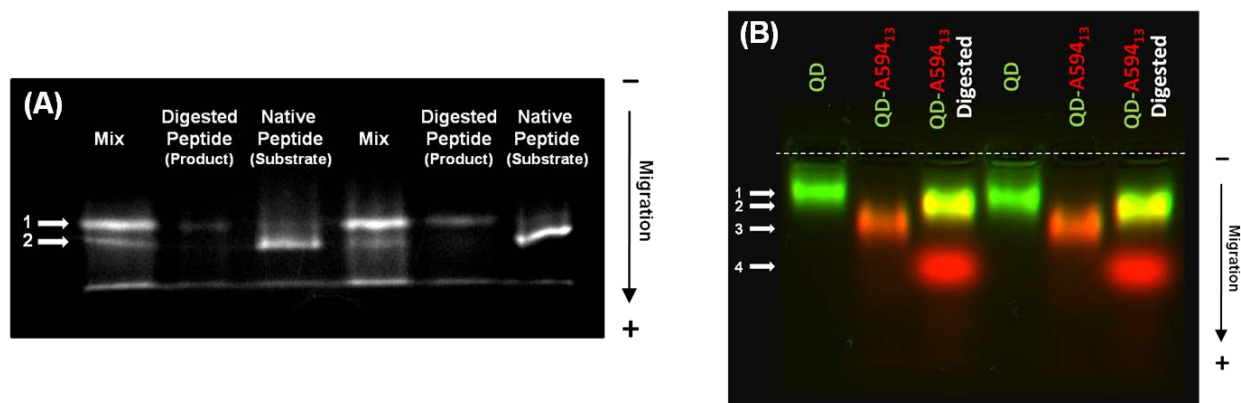 (A)
Mix
Digested
Peptide
(Product)
Native
Peptide
(Substrate)
Mix
Digested
Peptide
(Product)
Native
Peptide
(Substrate)
1
2
−
Migration
+
(B)
QD
QD-A594₁₃
QD-A594₁₃
Digested
QD
QD-A594₁₃
QD-A594₁₃
Digested
1
2
3
4
−
Migration
+